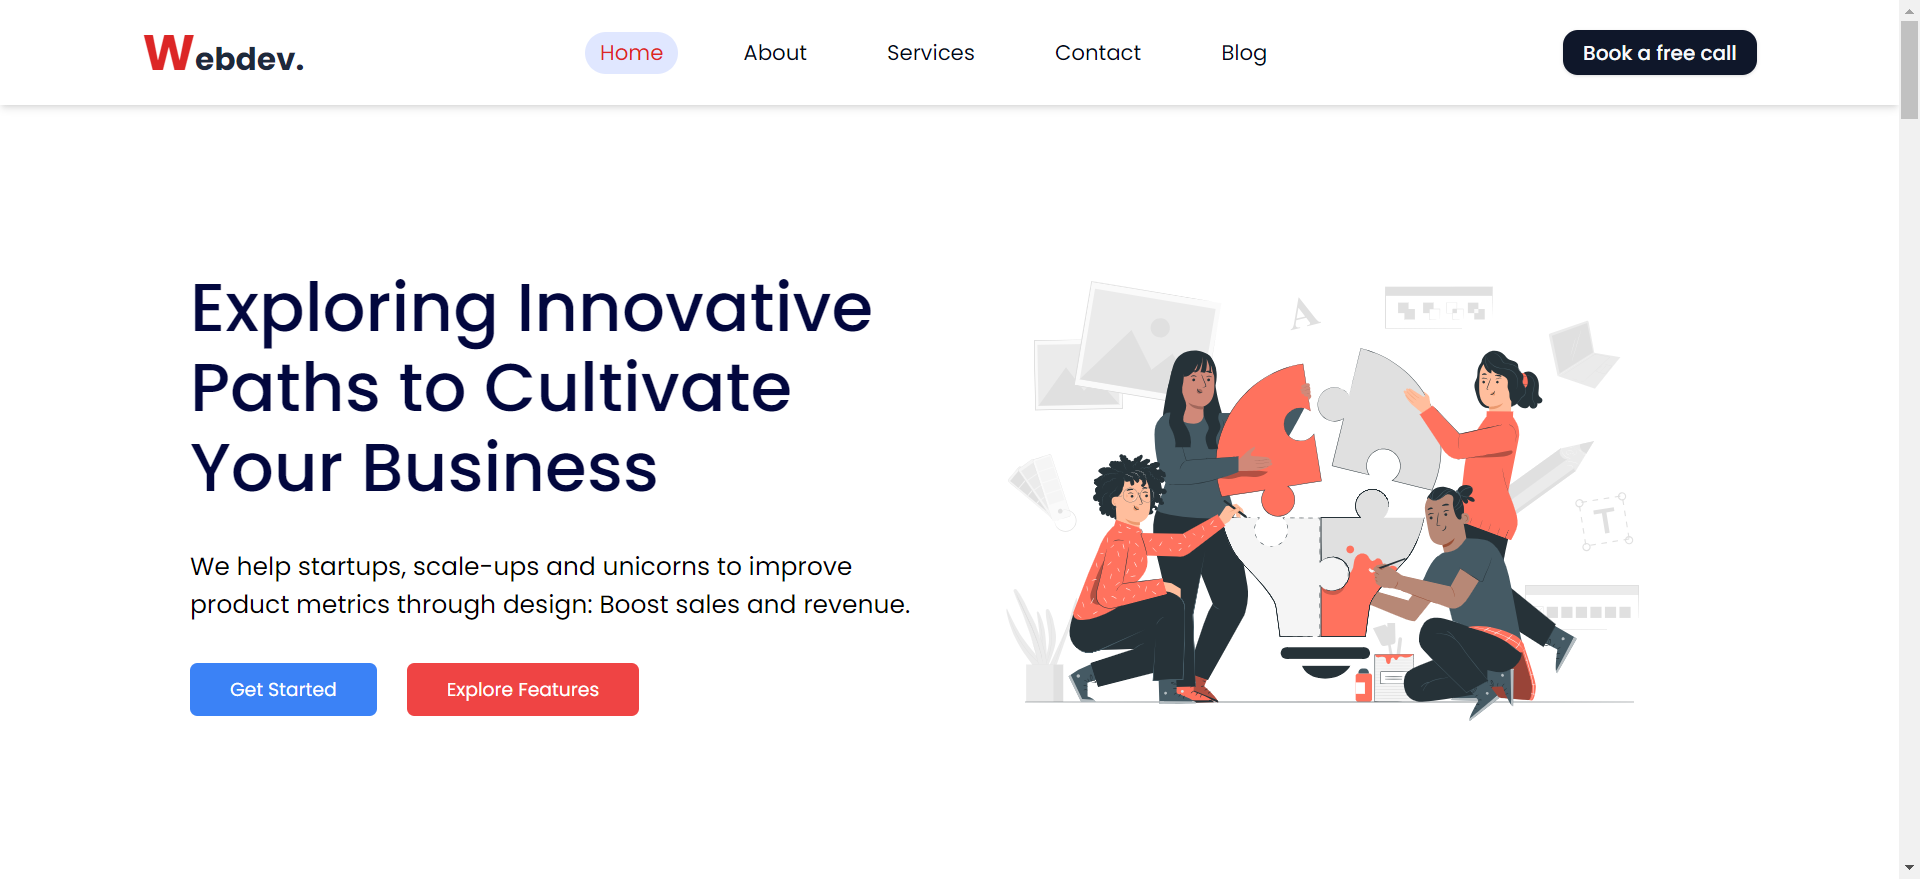 Webdev.
Home About Services Contact Blog
Book a free call
Exploring Innovative
Paths to Cultivate
Your Business
A
T
We help startups, scale-ups and unicorns to improve
product metrics through design: Boost sales and revenue.
Get Started Explore Features